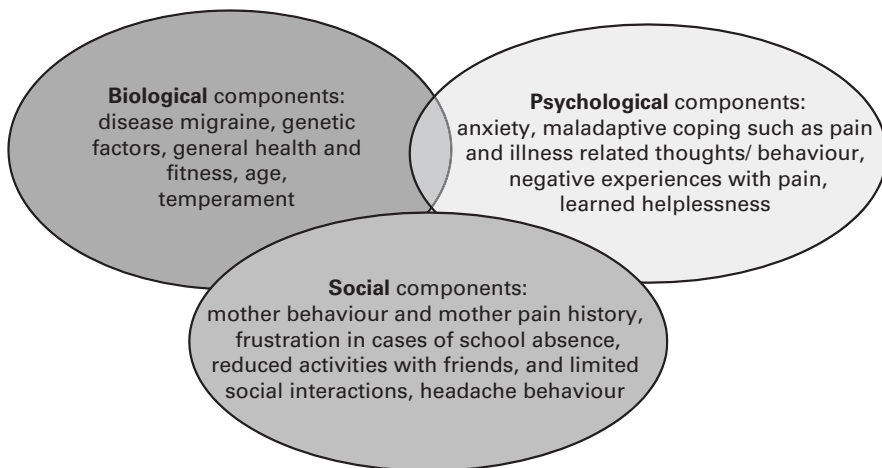 Biological components:
disease migraine, genetic
factors, general health and
fitness, age,
temperament
Psychological components:
anxiety, maladaptive coping such as pain
and illness related thoughts/ behaviour,
negative experiences with pain,
learned helplessness
Social components:
mother behaviour and mother pain history,
frustration in cases of school absence,
reduced activities with friends, and limited
social interactions, headache behaviour